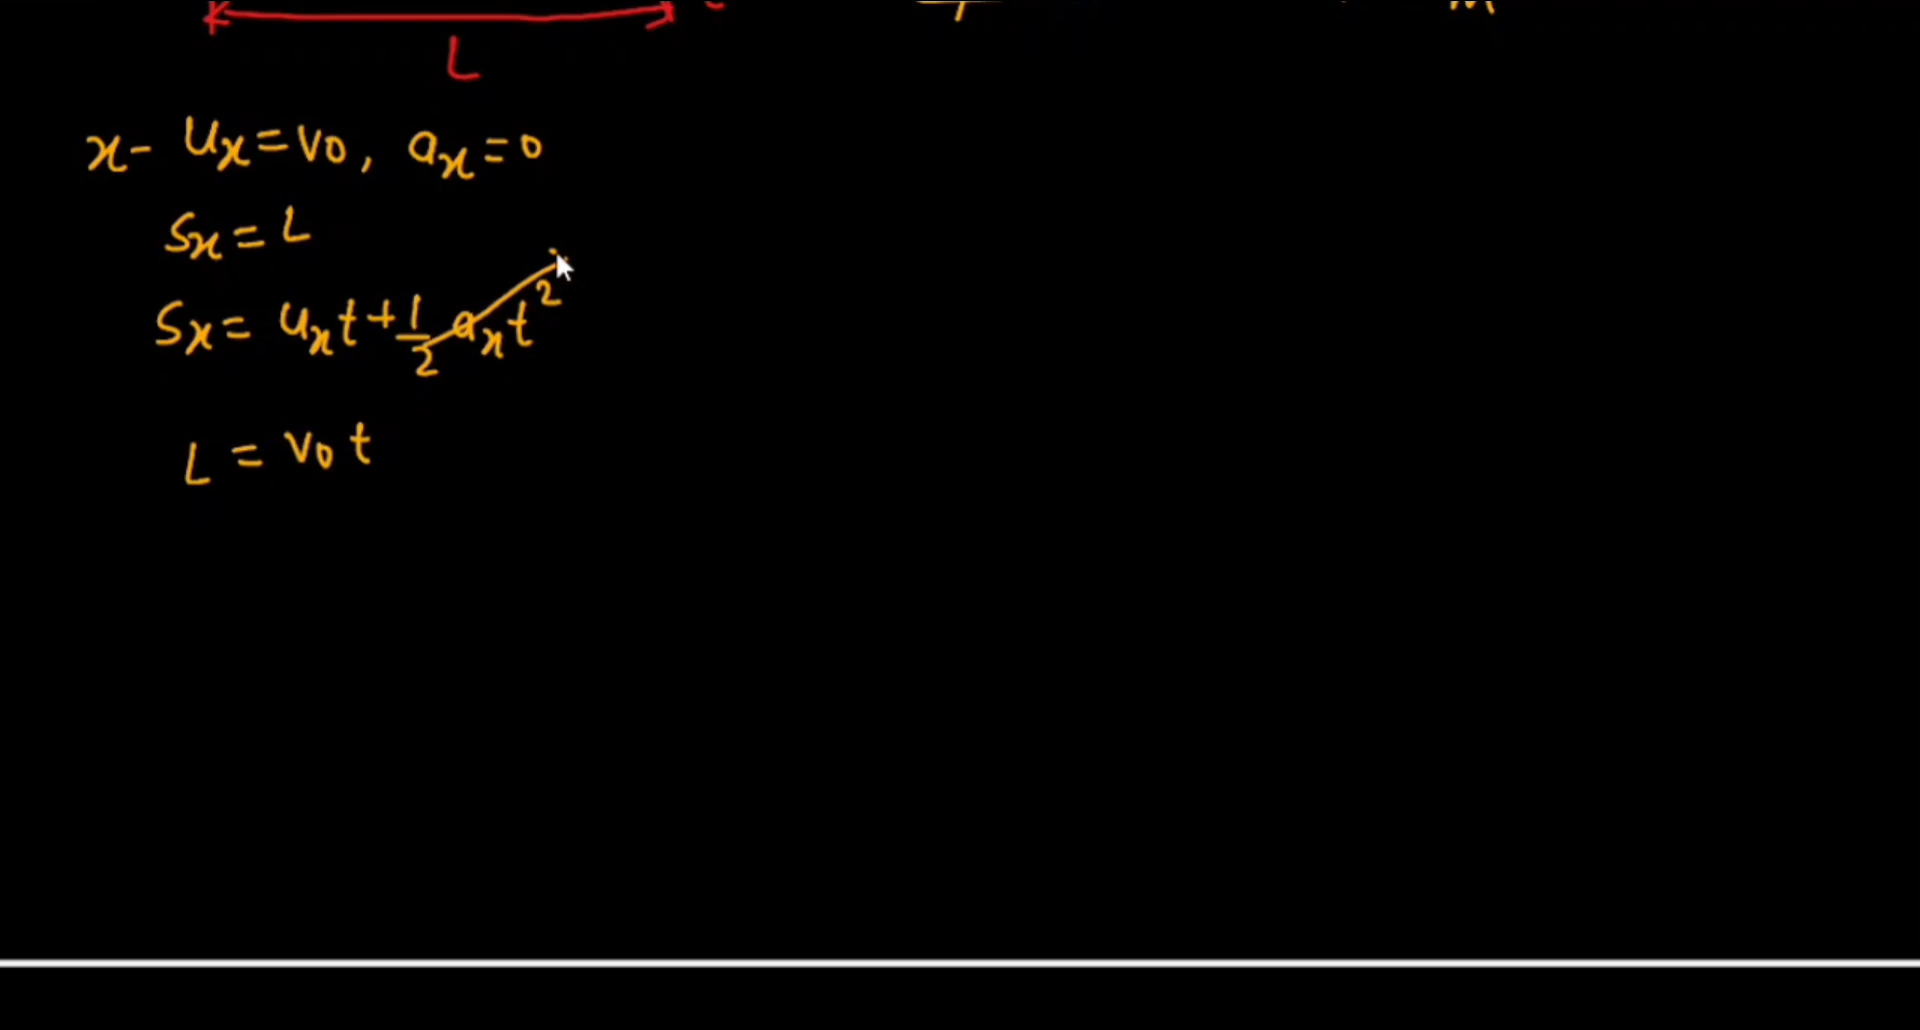 L
x- ux=v0, ax=0
Sx= L
Sx= uxt+1/2 axt²
L = v0 t